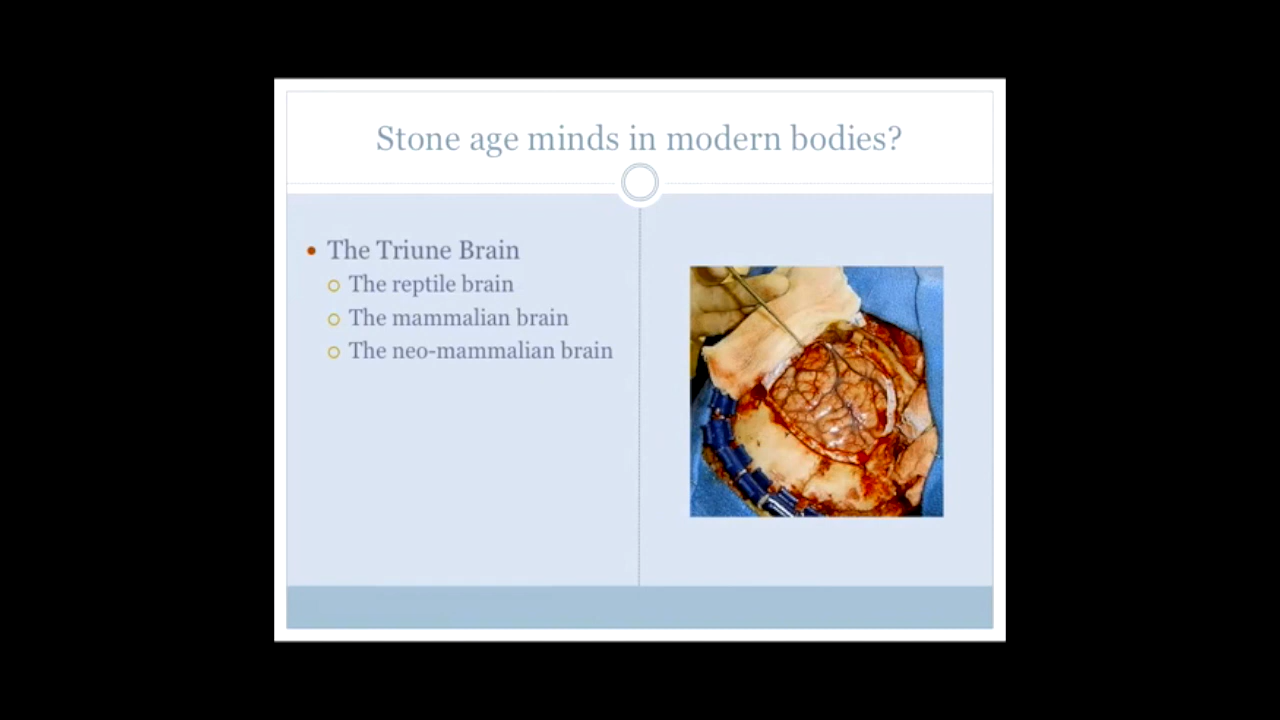 Stone age minds in modern bodies?
The Triune Brain
The reptile brain
The mammalian brain
The neo-mammalian brain